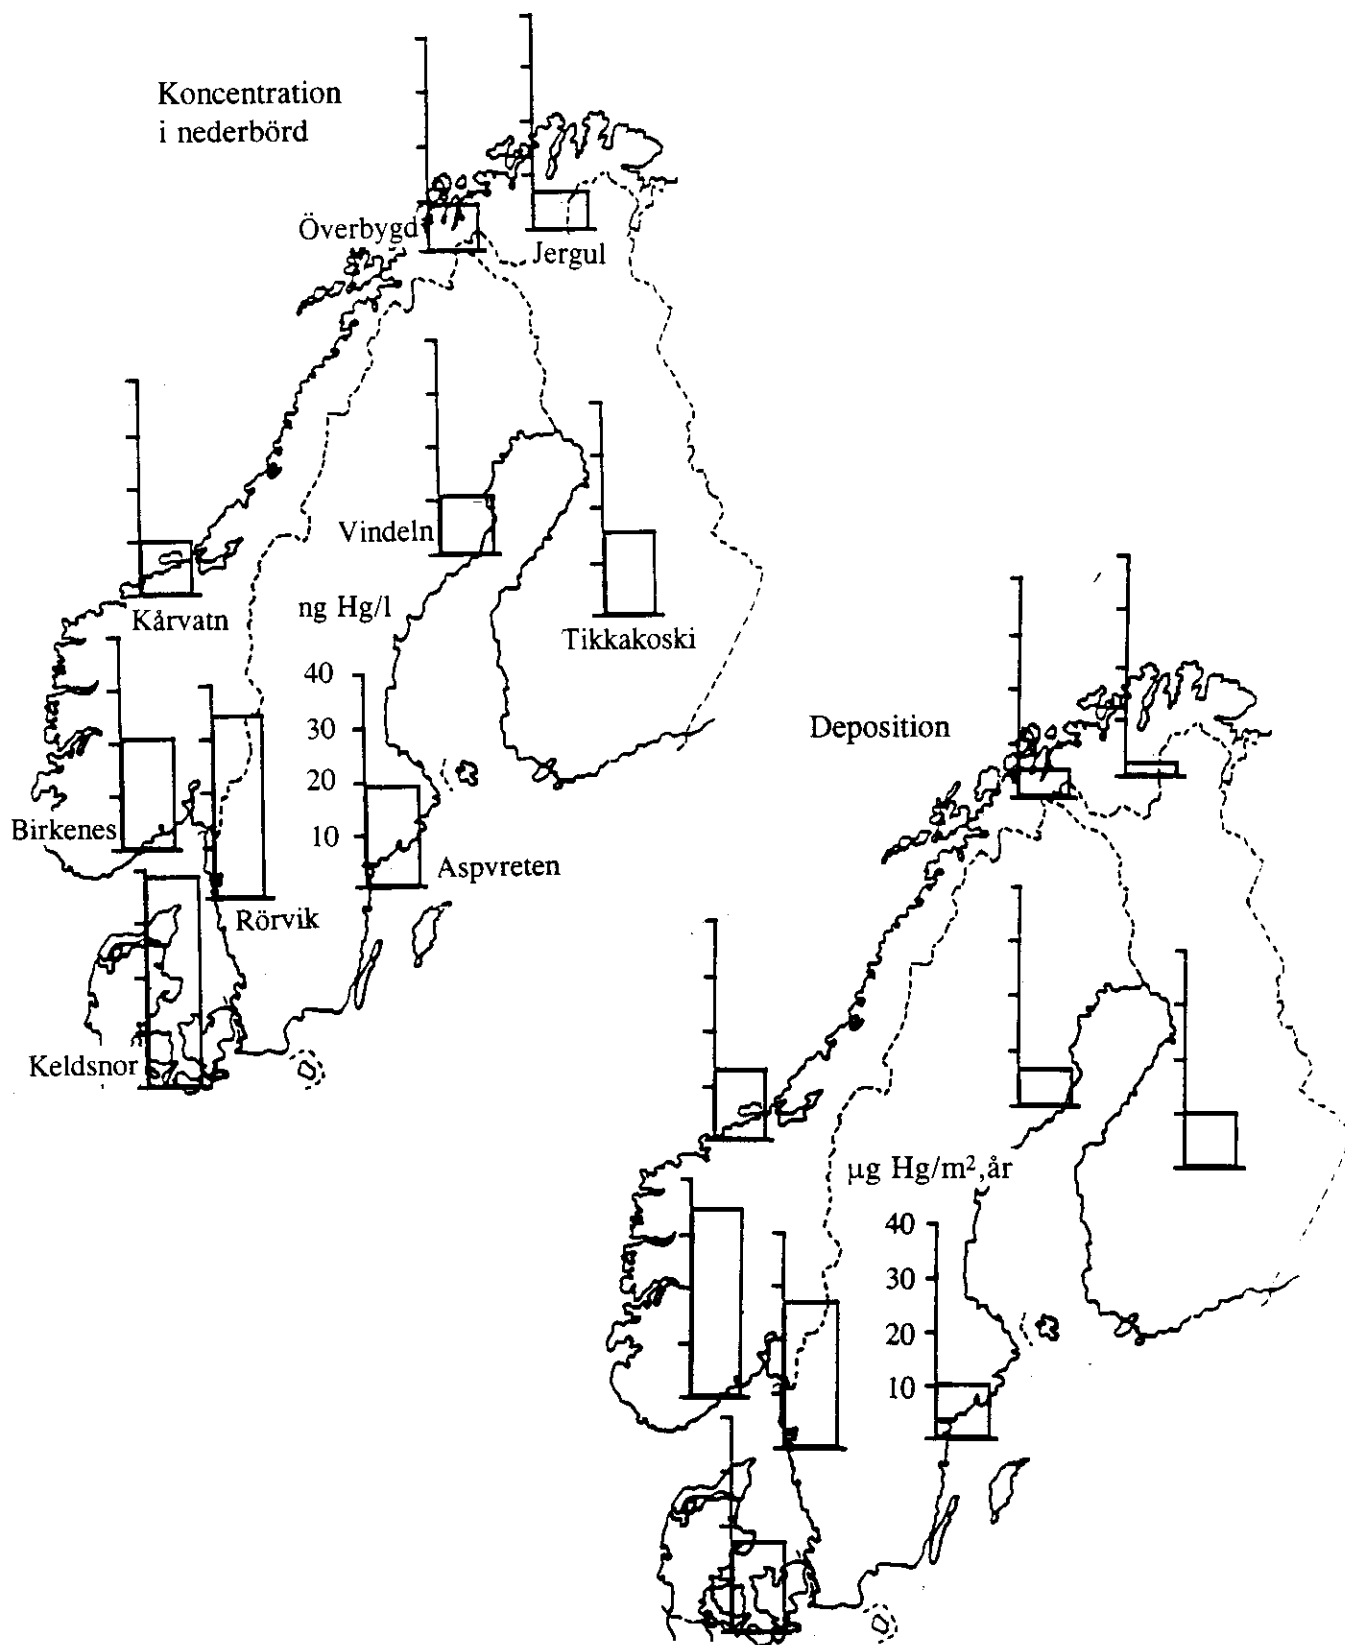 Koncentration
i nederbörd
Överbygd
Jergul
Vindeln
ng Hg/l
Kårvatn
Tikkakoski
40
30
20
10
Birkenes
Aspvreten
Rörvik
Keldsnor
Deposition
µg Hg/m², år
40
30
20
10